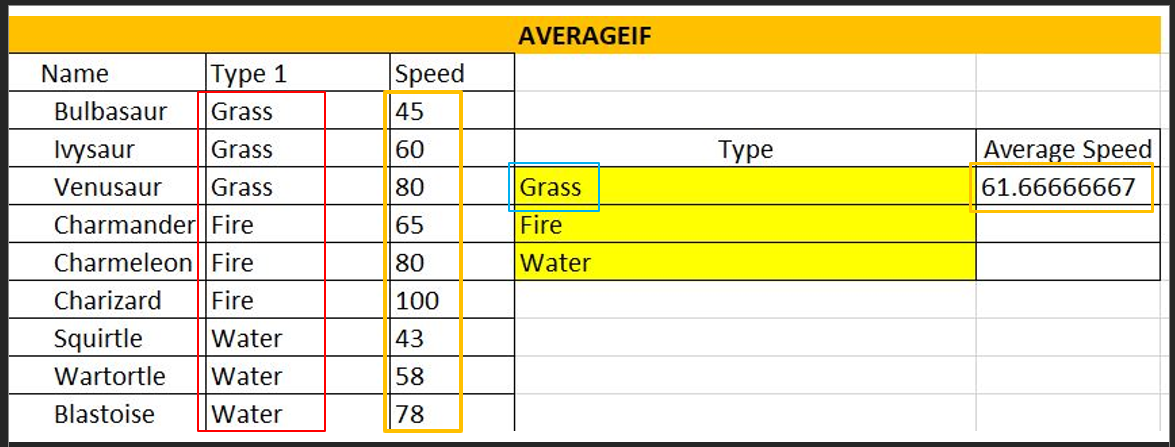 AVERAGEIF
Name Type 1 Speed
Bulbasaur Grass 45
Ivysaur Grass 60 Type Average Speed
Venusaur Grass 80 Grass 61.66666667
Charmander Fire 65 Fire
Charmeleon Fire 80 Water
Charizard Fire 100
Squirtle Water 43
Wartortle Water 58
Blastoise Water 78